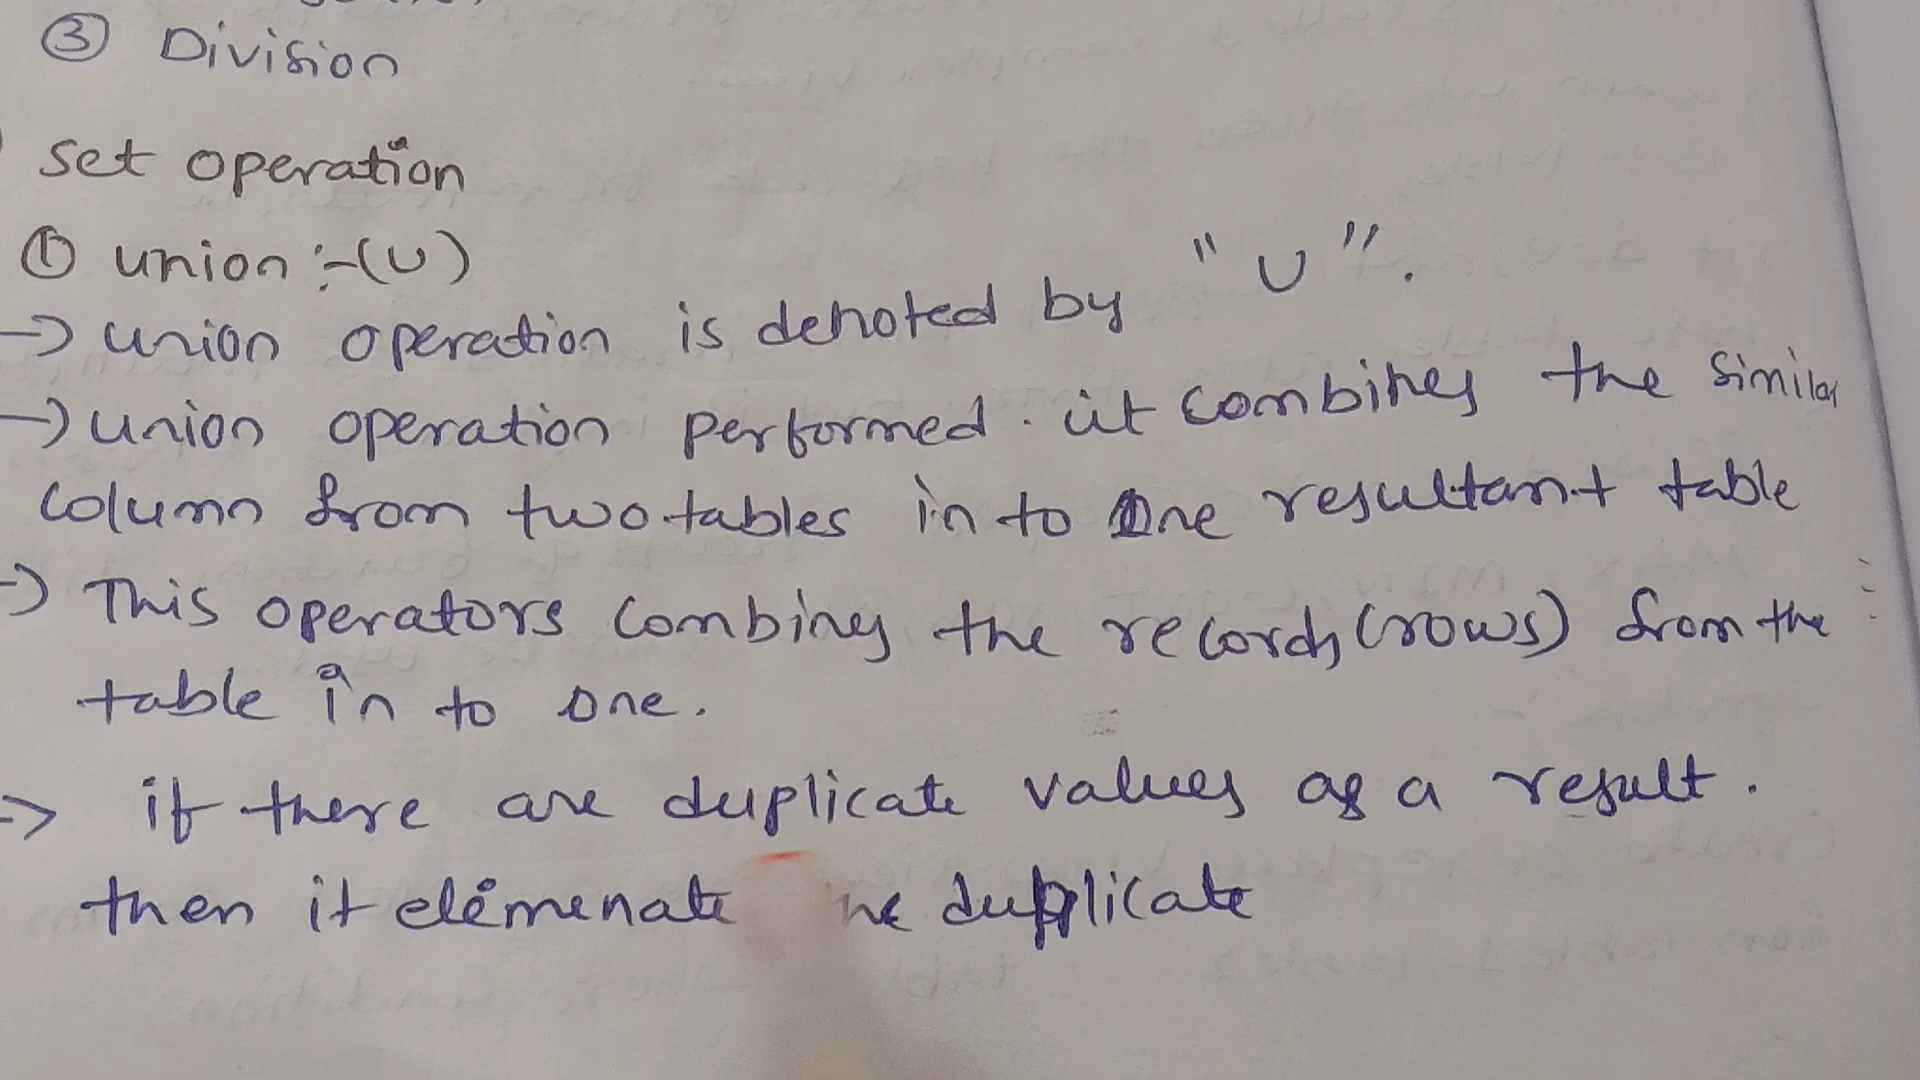 ③ Division
Set operation
① union :-(U)
→ union operation is denoted by "U".
→ union operation performed. it combines the similar
column from two tables in to One resultant table
→ This operators combines the records (rows) from the
table in to one.
→ if there are duplicate values as a result.
then it elemenate he duplicate